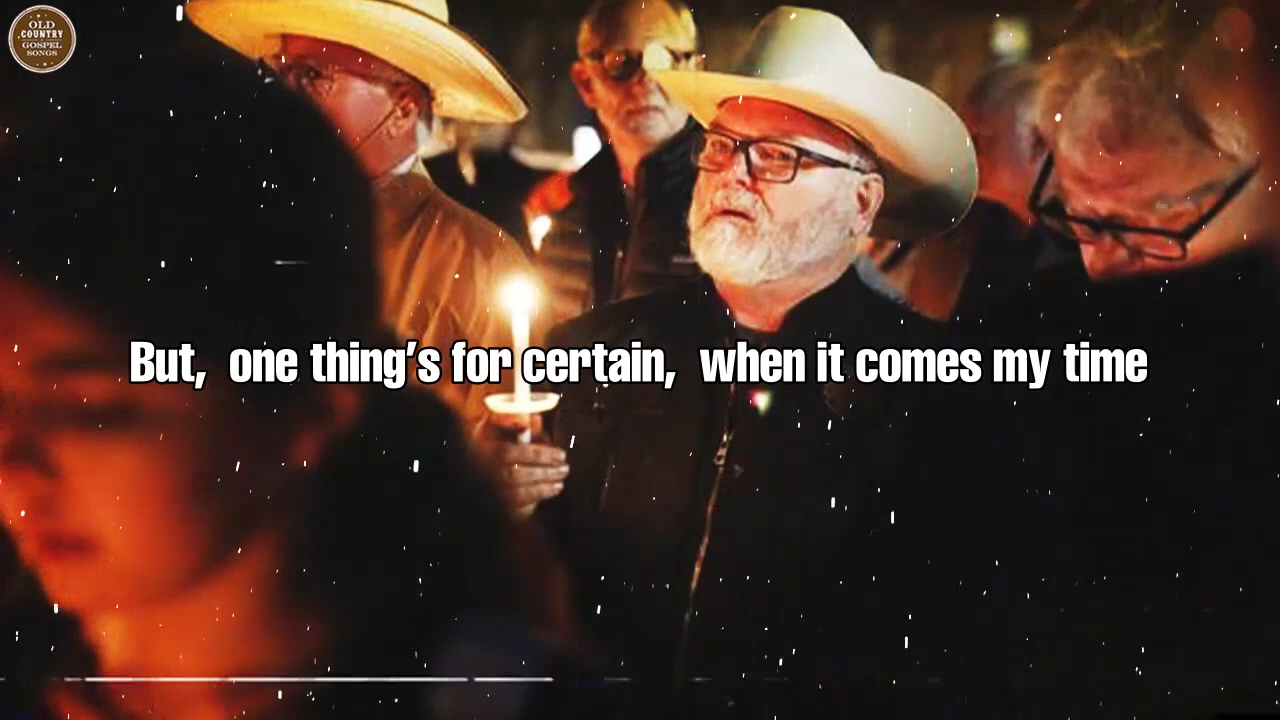 OLD
COUNTRY
GOSPEL
SONGS
But, one thing's for certain, when it comes my time